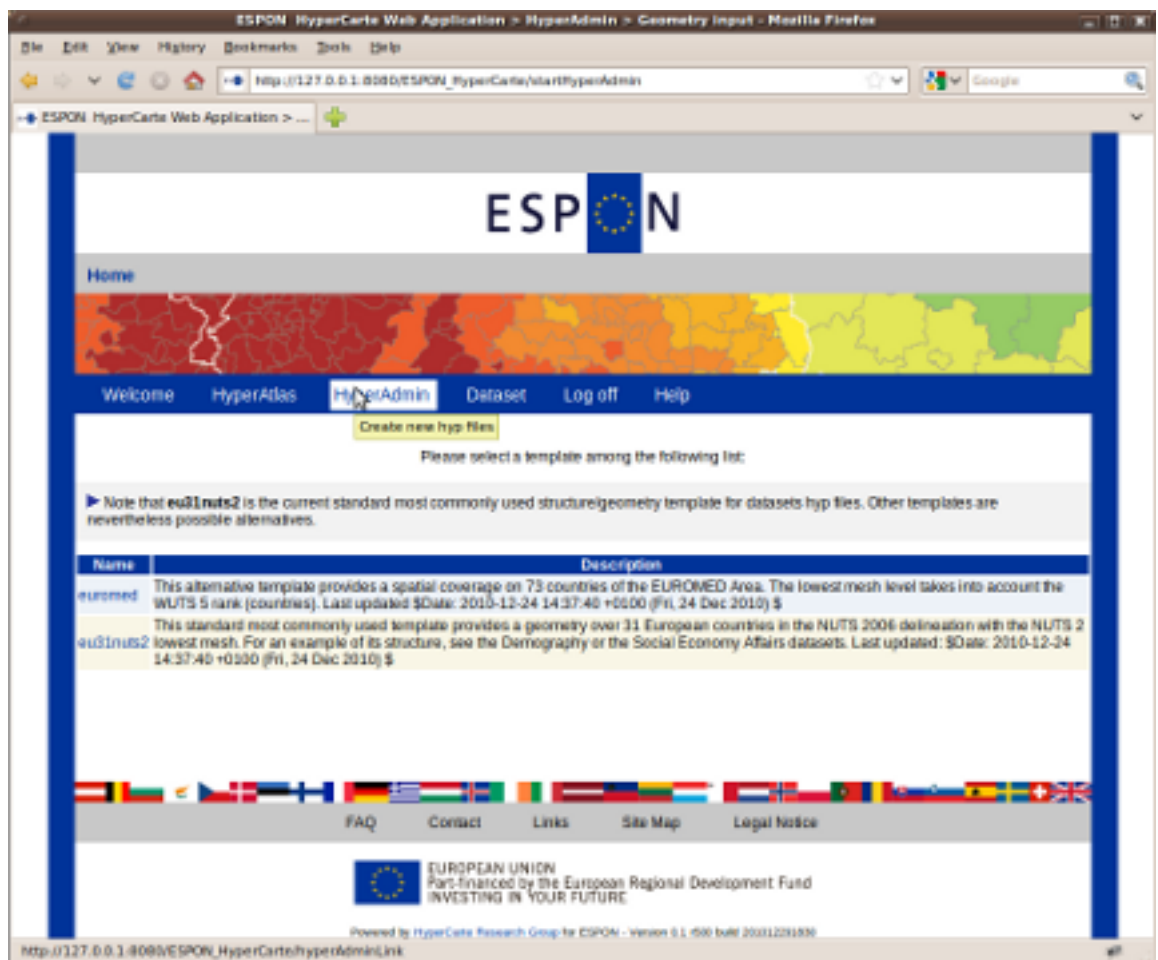 ESPON HyperCarte Web Application > HyperAdmin > Geometry input - Mozilla Firefox
File Edit View History Bookmarks Tools Help
http://127.0.0.1:8080/ESPON_HyperCarte/startHyperAdmin
Google
ESPON HyperCarte Web Application > ...
ESPON
Home
Welcome HyperAtlas HyperAdmin Dataset Log off Help
Create new hyp files
Please select a template among the following list:
Note that eu31nuts2 is the current standard most commonly used structure/geometry template for datasets hyp files. Other templates are
nevertheless possible alternatives.
Name Description
euromed This alternative template provides a spatial coverage on 73 countries of the EUROMED Area. The lowest mesh level takes into account the
WUTS 5 rank (countries). Last updated $Date: 2010-12-24 14:37:40 +0100 (Fri, 24 Dec 2010) $
This standard most commonly used template provides a geometry over 31 European countries in the NUTS 2006 delineation with the NUTS 2
eu31nuts2 lowest mesh. For an example of its structure, see the Demography or the Social Economy Affairs datasets. Last updated: $Date: 2010-12-24
14:37:40 +0100 (Fri, 24 Dec 2010) $
FAQ Contact Links Site Map Legal Notice
EUROPEAN UNION
Part-financed by the European Regional Development Fund
INVESTING IN YOUR FUTURE
Powered by HyperCarte Research Group for ESPON - Version 6.1 r500 build
http://127.0.0.1:8080/ESPON_HyperCarte/hyperAdminLink